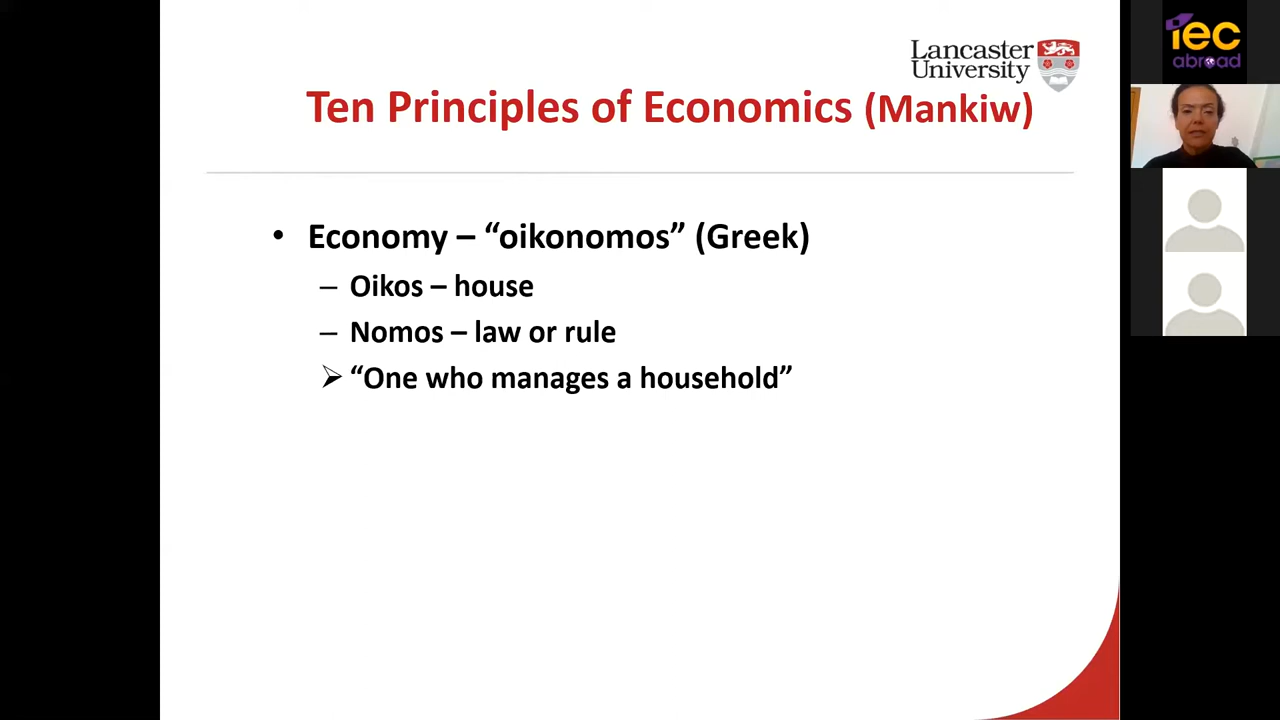 Lancaster
University
Ten Principles of Economics (Mankiw)
• Economy – “oikonomos” (Greek)
– Oikos – house
– Nomos – law or rule
➢ “One who manages a household”
iec
abroad